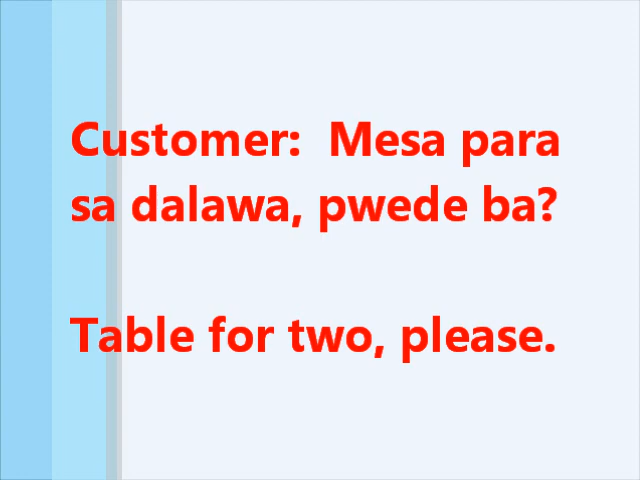 Customer:  Mesa para
sa dalawa, pwede ba?
Table for two, please.